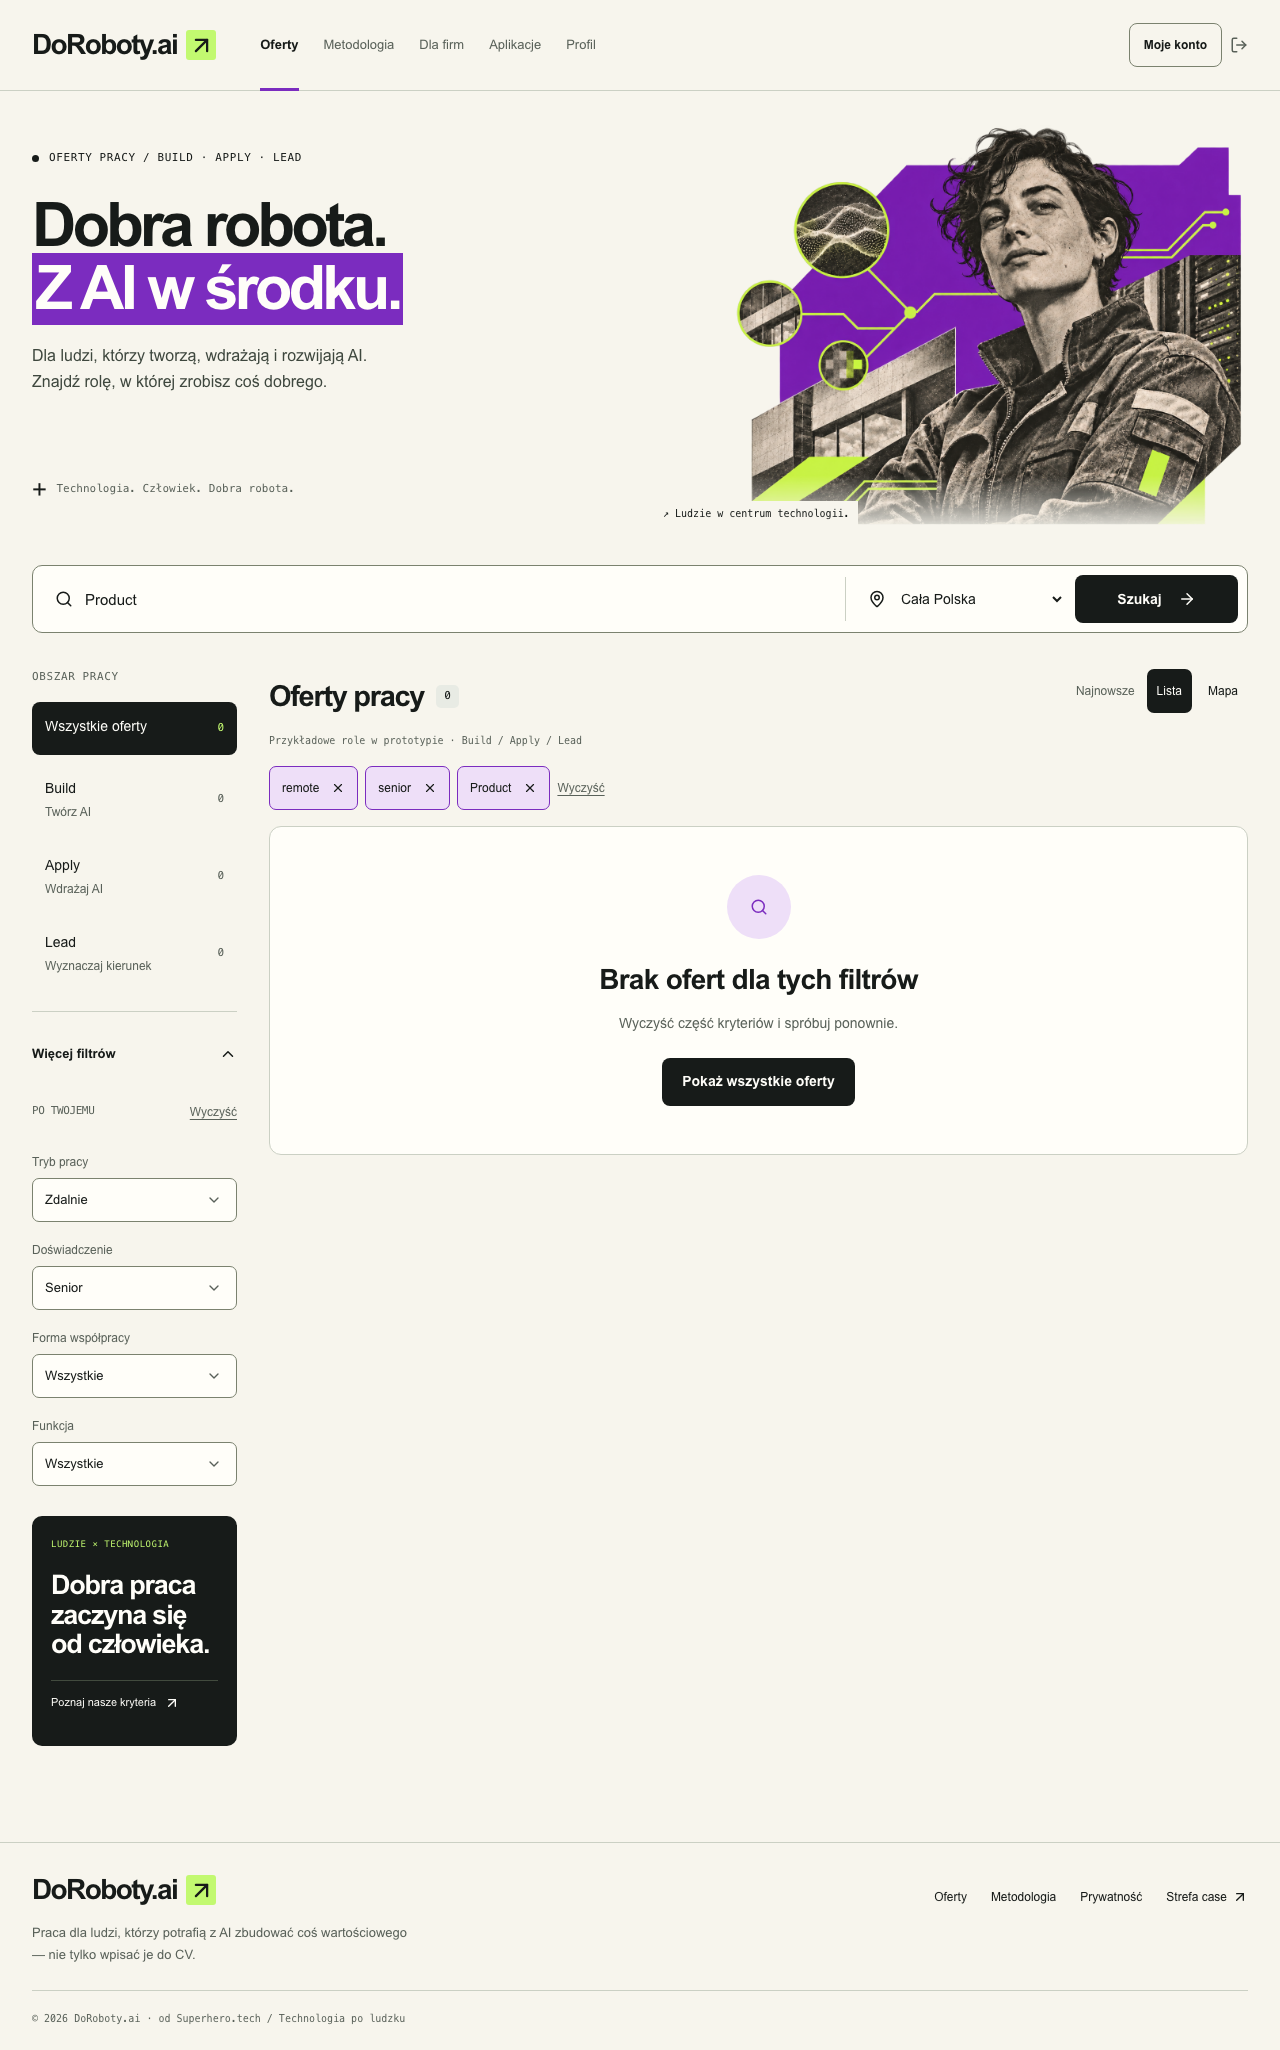 DoRoboty.ai
Oferty
Metodologia
Dla firm
Aplikacje
Profil
Moje konto
OFERTY PRACY / BUILD · APPLY · LEAD
Dobra robota.
Z AI w środku.
Dla ludzi, którzy tworzą, wdrażają i rozwijają AI.
Znajdź rolę, w której zrobisz coś dobrego.
Technologia. Człowiek. Dobra robota.
↗ Ludzie w centrum technologii.
Product
Cała Polska
Szukaj
OBSZAR PRACY
Wszystkie oferty 0
Build
Twórz AI
0
Apply
Wdrażaj AI
0
Lead
Wyznaczaj kierunek
0
Więcej filtrów
PO TWOJEMU
Wyczyść
Tryb pracy
Zdalnie
Doświadczenie
Senior
Forma współpracy
Wszystkie
Funkcja
Wszystkie
LUDZIE × TECHNOLOGIA
Dobra praca
zaczyna się
od człowieka.
Poznaj nasze kryteria
Oferty pracy 0
Najnowsze
Lista
Mapa
Przykładowe role w prototypie · Build / Apply / Lead
remote
senior
Product
Wyczyść
Brak ofert dla tych filtrów
Wyczyść część kryteriów i spróbuj ponownie.
Pokaż wszystkie oferty
DoRoboty.ai
Praca dla ludzi, którzy potrafią z AI zbudować coś wartościowego
— nie tylko wpisać je do CV.
Oferty
Metodologia
Prywatność
Strefa case
© 2026 DoRoboty.ai · od Superhero.tech / Technologia po ludzku